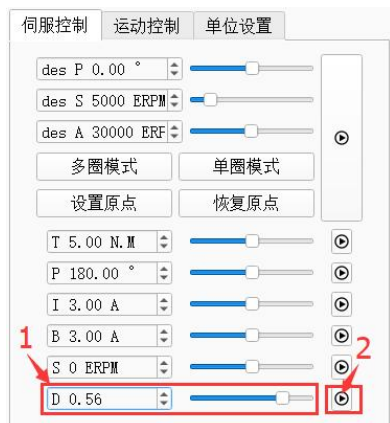 伺服控制 运动控制 单位设置
des P 0.00 °
des S 5000 ERPM
des A 30000 ERF
多圈模式 单圈模式
设置原点 恢复原点
T 5.00 N.M
P 180.00 °
I 3.00 A
B 3.00 A
1 S 0 ERPM 2
D 0.56